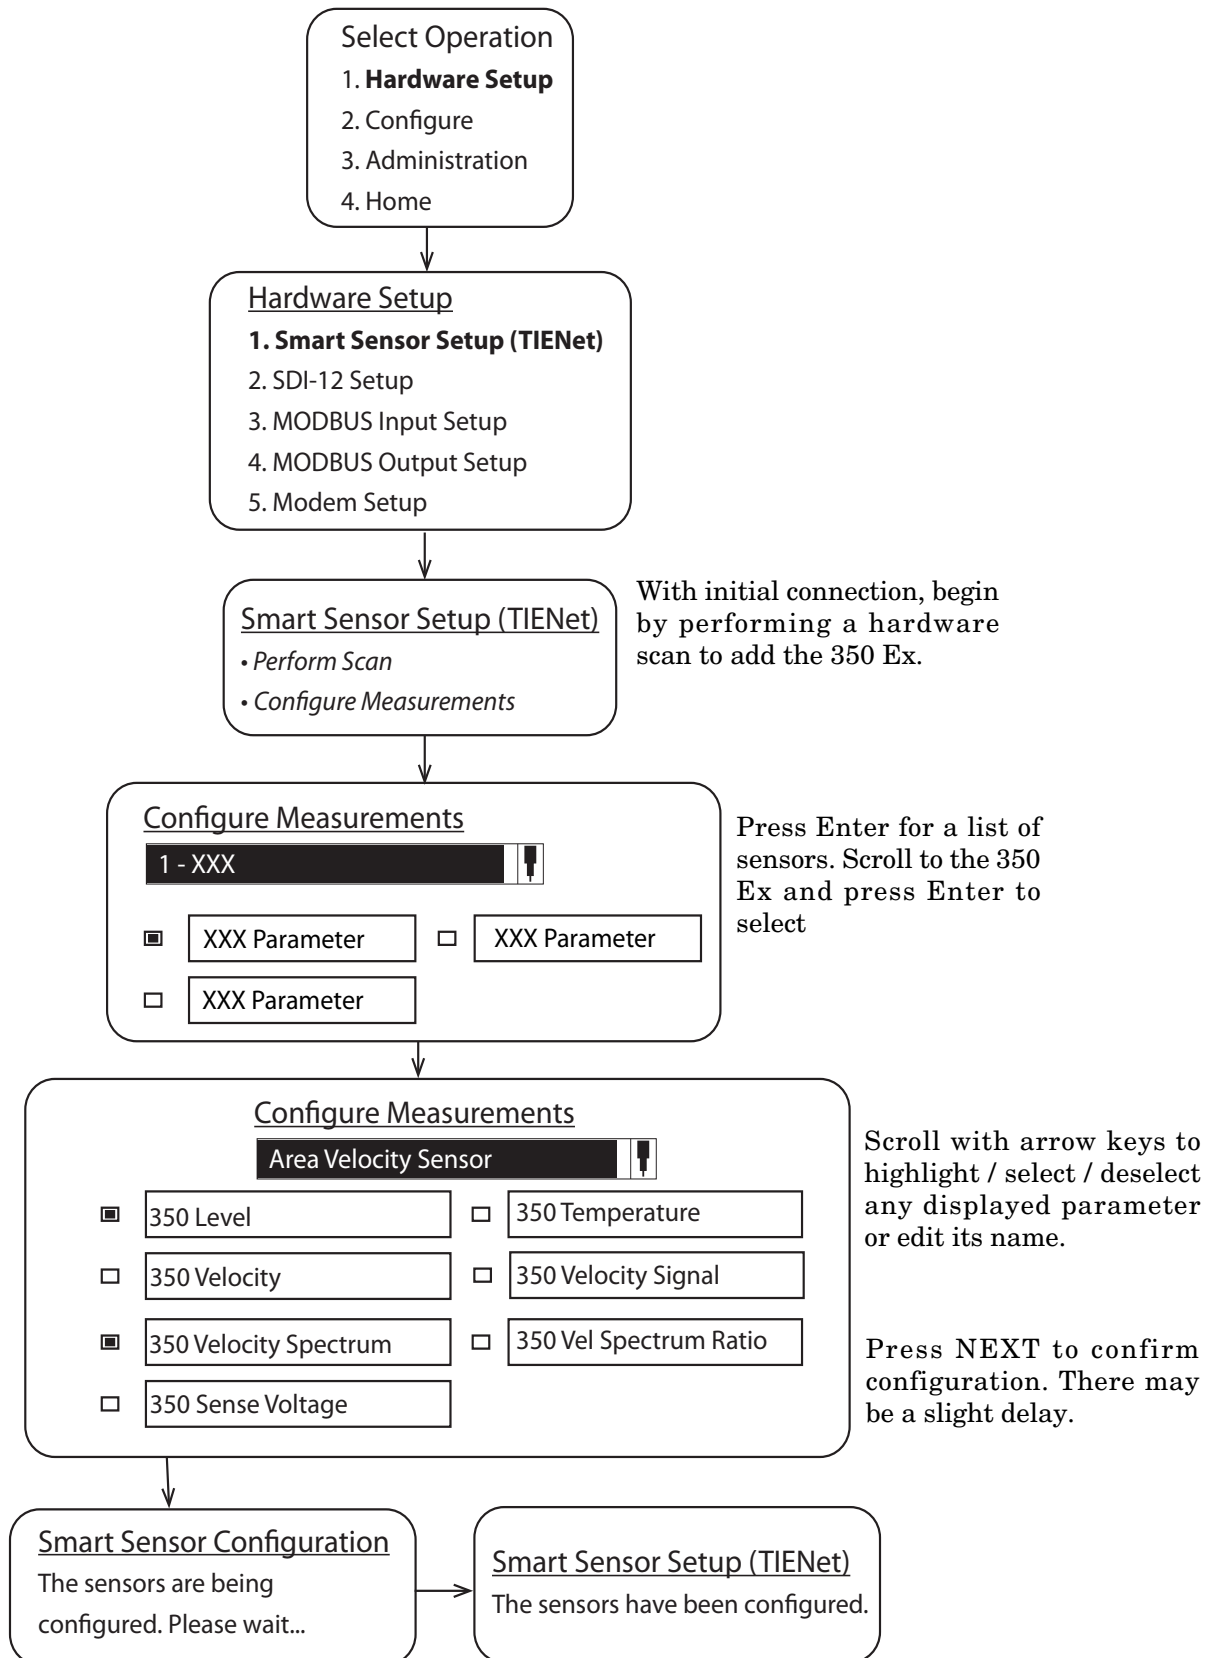 Select Operation
1. Hardware Setup
2. Configure
3. Administration
4. Home
Hardware Setup
1. Smart Sensor Setup (TIENet)
2. SDI-12 Setup
3. MODBUS Input Setup
4. MODBUS Output Setup
5. Modem Setup
Smart Sensor Setup (TIENet)
• Perform Scan
• Configure Measurements
With initial connection, begin
by performing a hardware
scan to add the 350 Ex.
Configure Measurements
1 - XXX
XXX Parameter
XXX Parameter
XXX Parameter
Press Enter for a list of
sensors. Scroll to the 350
Ex and press Enter to
select
Configure Measurements
Area Velocity Sensor
350 Level
350 Temperature
350 Velocity
350 Velocity Signal
350 Velocity Spectrum
350 Vel Spectrum Ratio
350 Sense Voltage
Scroll with arrow keys to
highlight / select / deselect
any displayed parameter
or edit its name.
Press NEXT to confirm
configuration. There may
be a slight delay.
Smart Sensor Configuration
The sensors are being
configured. Please wait...
Smart Sensor Setup (TIENet)
The sensors have been configured.